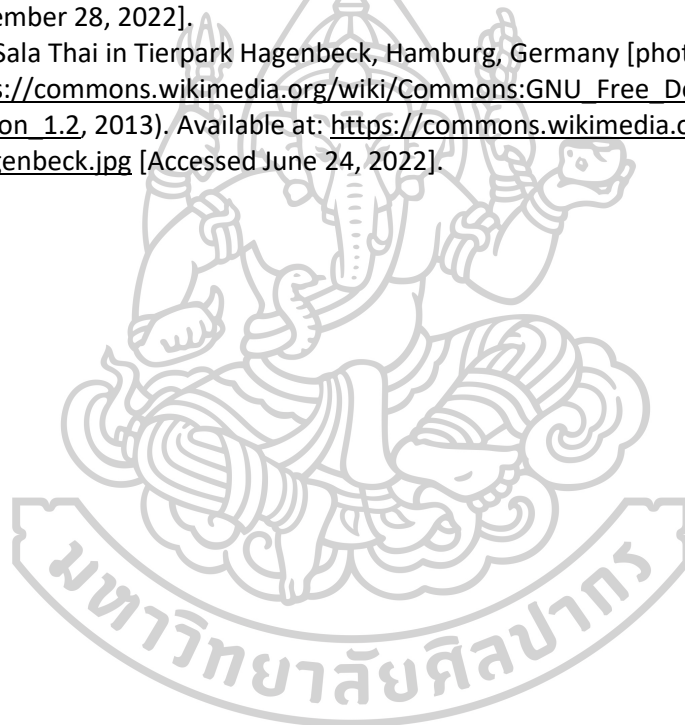 ember 28, 2022].
Sala Thai in Tierpark Hagenbeck, Hamburg, Germany [phot
s://commons.wikimedia.org/wiki/Commons:GNU_Free_D
on_1.2, 2013). Available at: https://commons.wikimedia.o
genbeck.jpg [Accessed June 24, 2022].
มหาวิทยาลัยศิลปากร